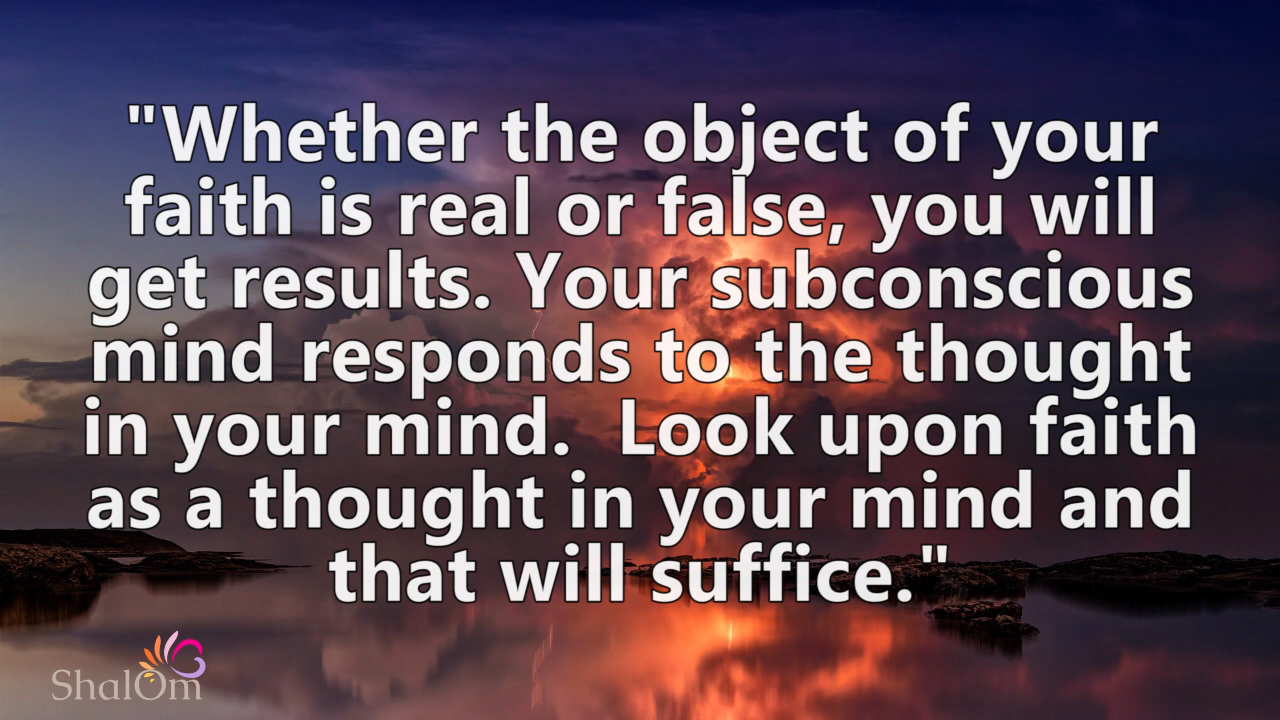 "Whether the object of your
faith is real or false, you will
get results. Your subconscious
mind responds to the thought
in your mind.  Look upon faith
as a thought in your mind and
that will suffice."
ShalOm